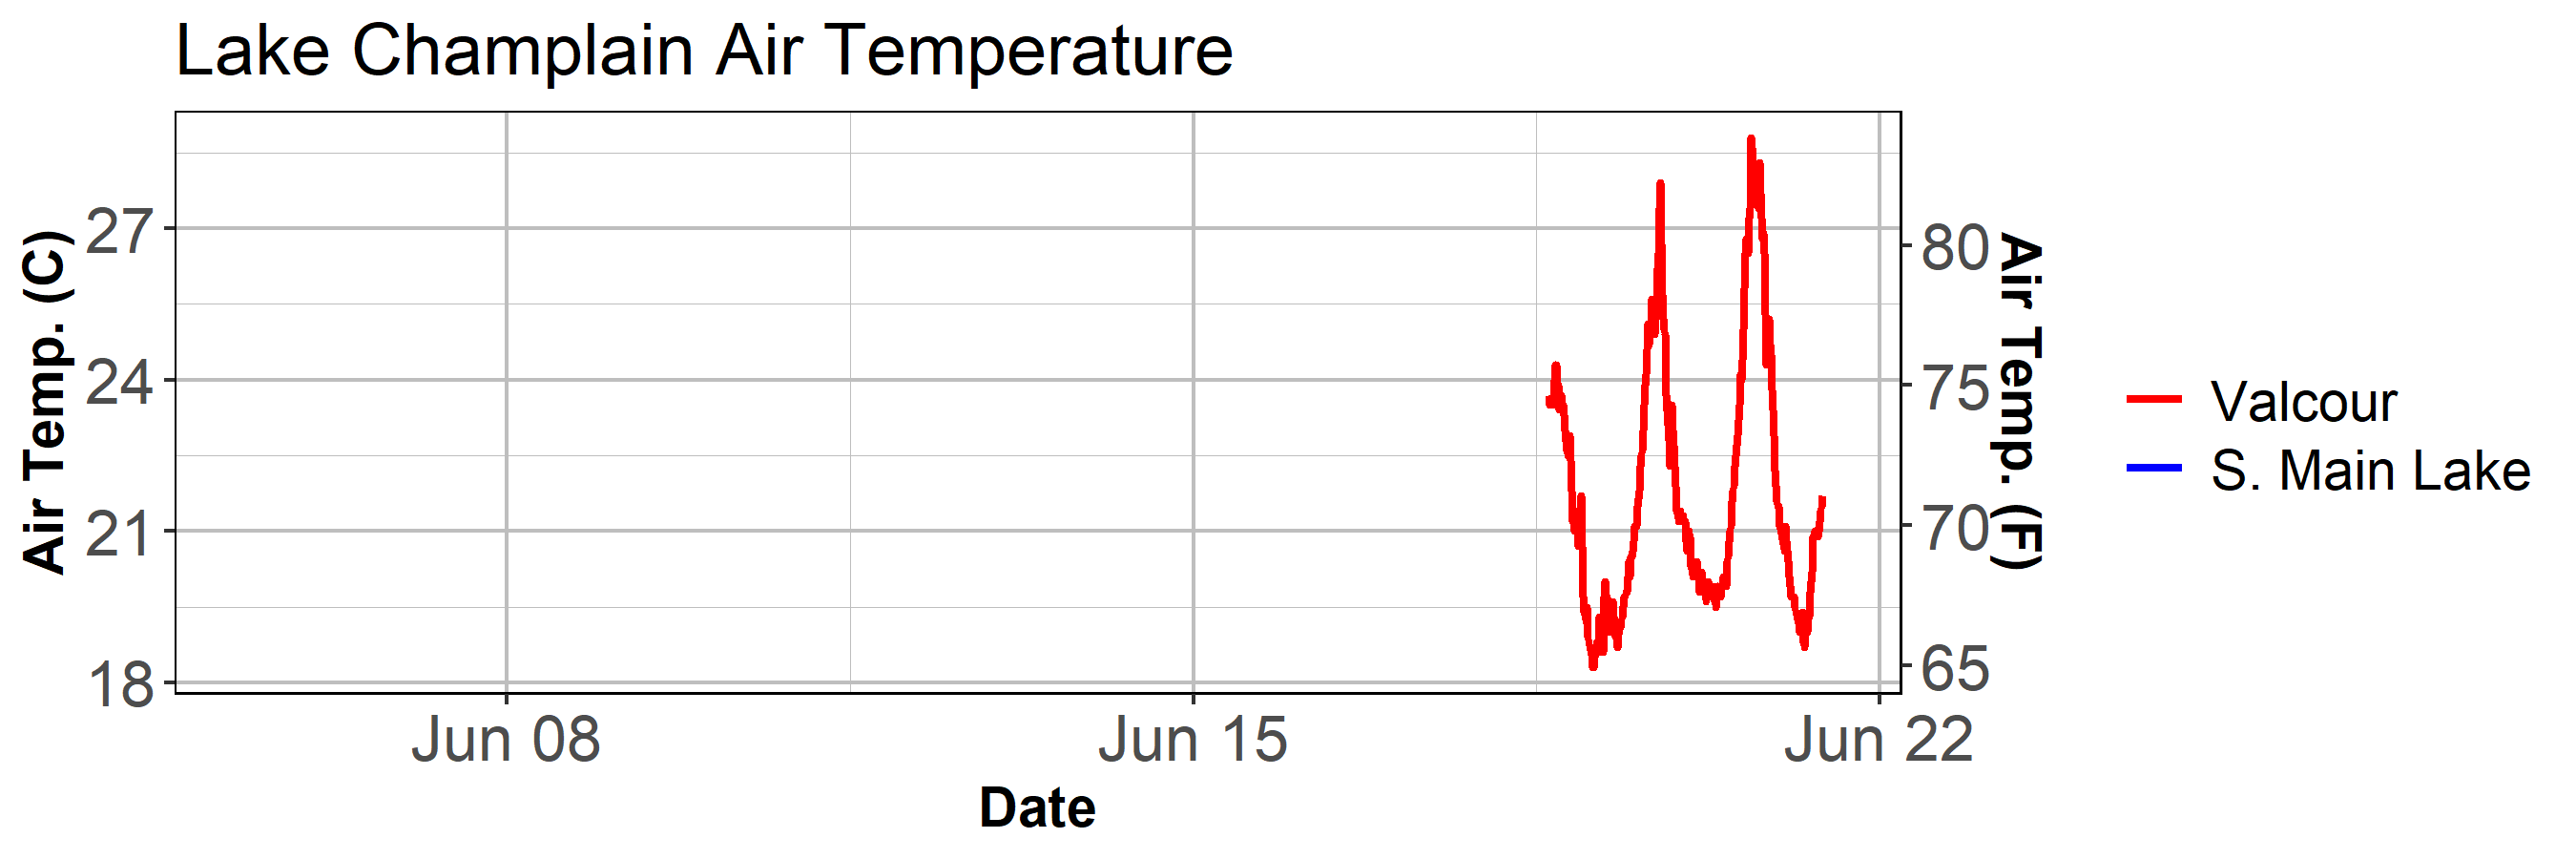 Lake Champlain Air Temperature
Air Temp. (C)
27
24
21
18
80
75
70
65
Air Temp. (F)
Jun 08
Jun 15
Jun 22
Date
Valcour
S. Main Lake